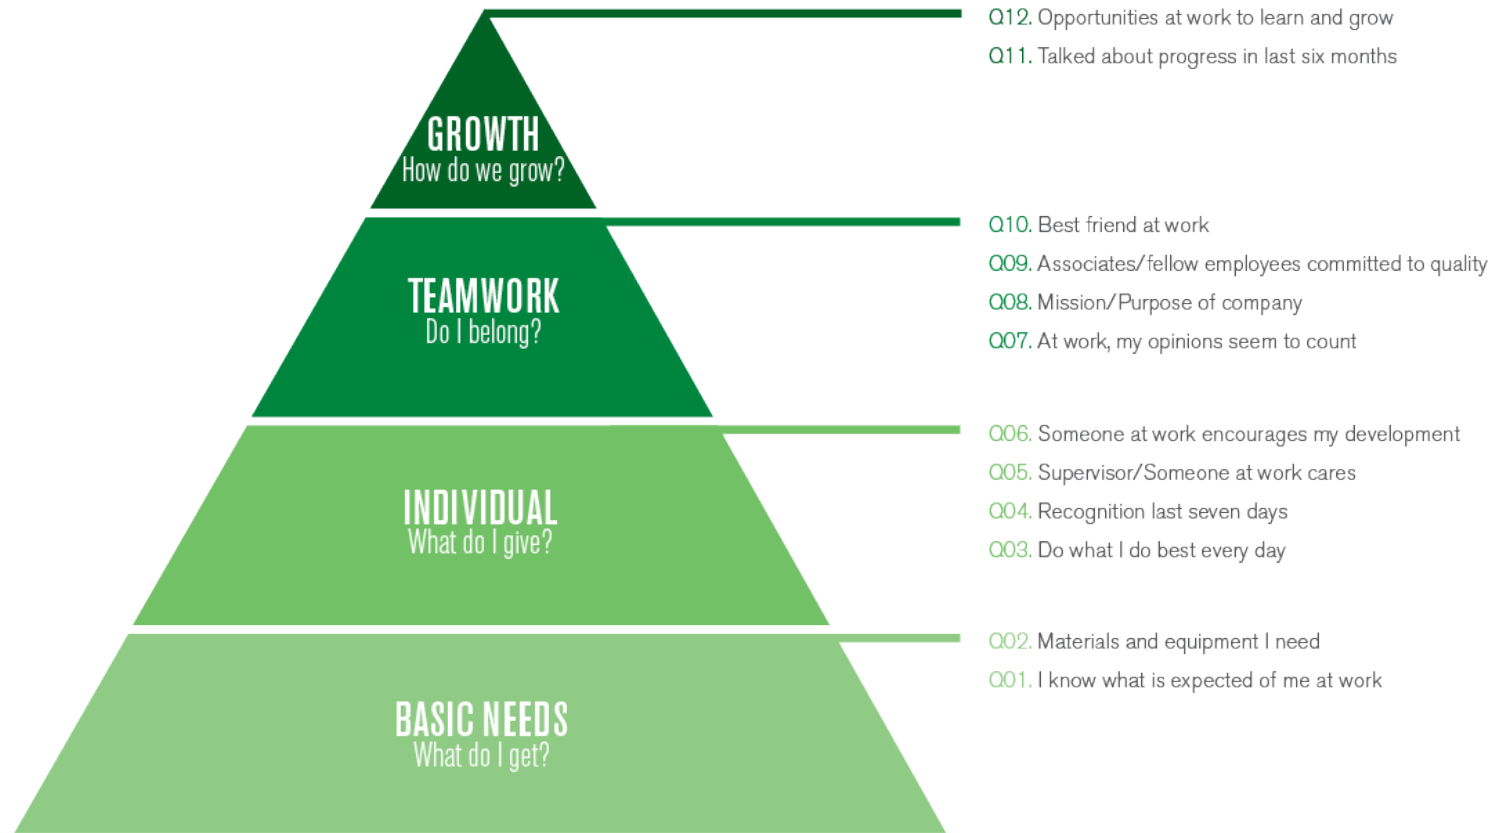 GROWTH
How do we grow?
Q12. Opportunities at work to learn and grow
Q11. Talked about progress in last six months
TEAMWORK
Do I belong?
Q10. Best friend at work
Q09. Associates/fellow employees committed to quality
Q08. Mission/Purpose of company
Q07. At work, my opinions seem to count
INDIVIDUAL
What do I give?
Q06. Someone at work encourages my development
Q05. Supervisor/Someone at work cares
Q04. Recognition last seven days
Q03. Do what I do best every day
BASIC NEEDS
What do I get?
Q02. Materials and equipment I need
Q01. I know what is expected of me at work